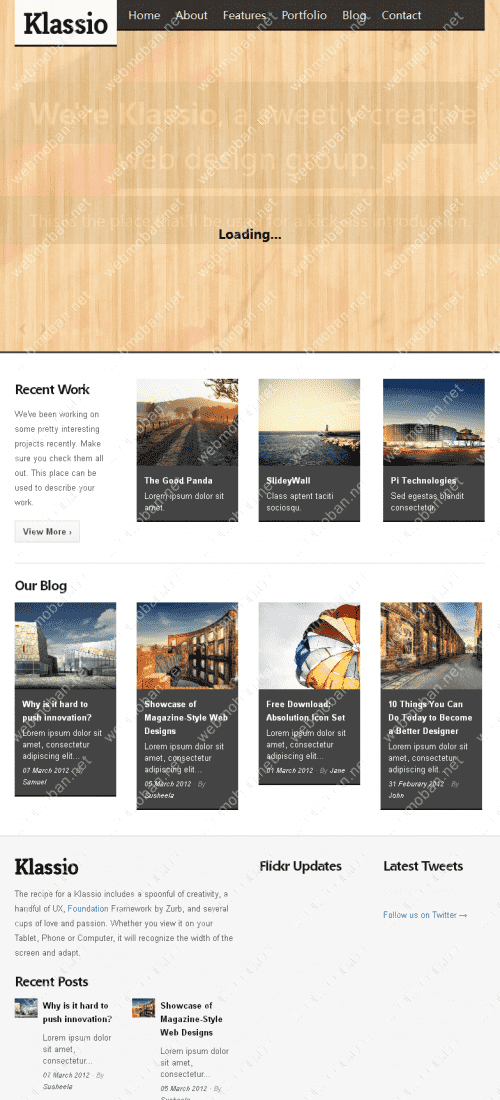 Klassio
Home About Features Portfolio Blog Contact
We're Klassio, a sweetly creative
web design group.
This is the place that'll be used for a kick-ass introduction.
Loading...
Recent Work
We've been working on
some pretty interesting
projects recently. Make
sure you check them all
out. This place can be
used to describe your
work.
View More ›
The Good Panda
Lorem ipsum dolor sit
amet.
SlideyWall
Class aptent taciti
sociosqu.
Pi Technologies
Sed egestas blandit
consectetur.
Our Blog
Why is it hard to
push innovation?
Lorem ipsum dolor sit
amet, consectetur
adipiscing elit...
07 March 2012 · By
Samuel
Showcase of
Magazine-Style Web
Designs
Lorem ipsum dolor sit
amet, consectetur
adipiscing elit...
05 March 2012 · By
Susheela
Free Download:
Absolution Icon Set
Lorem ipsum dolor sit
amet, consectetur
adipiscing elit...
01 March 2012 · By Jane
10 Things You Can
Do Today to Become
a Better Designer
Lorem ipsum dolor sit
amet, consectetur
adipiscing elit...
31 Feburary 2012 · By
John
Klassio
The recipe for a Klassio includes a spoonful of creativity, a
handful of UX, Foundation Framework by Zurb, and several
cups of love and passion. Whether you view it on your
Tablet, Phone or Computer, it will recognize the width of the
screen and adapt.
Flickr Updates
Latest Tweets
Follow us on Twitter →
Recent Posts
Why is it hard to
push innovation?
Lorem ipsum dolor
sit amet,
consectetur...
07 March 2012 · By
Susheela
Showcase of
Magazine-Style
Web Designs
Lorem ipsum dolor
sit amet,
consectetur...
05 March 2012 · By
Susheela
webmoban.net